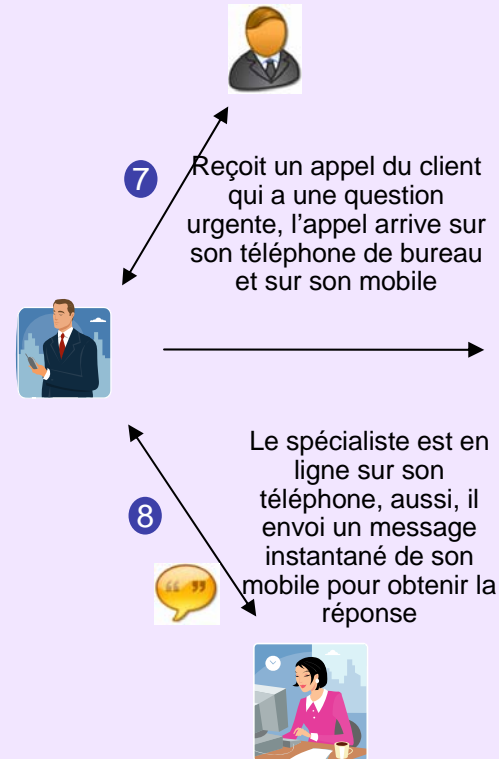 7
Reçoit un appel du client
qui a une question
urgente, l’appel arrive sur
son téléphone de bureau
et sur son mobile
Le spécialiste est en
ligne sur son
téléphone, aussi, il
envoi un message
instantané de son
mobile pour obtenir la
réponse
8